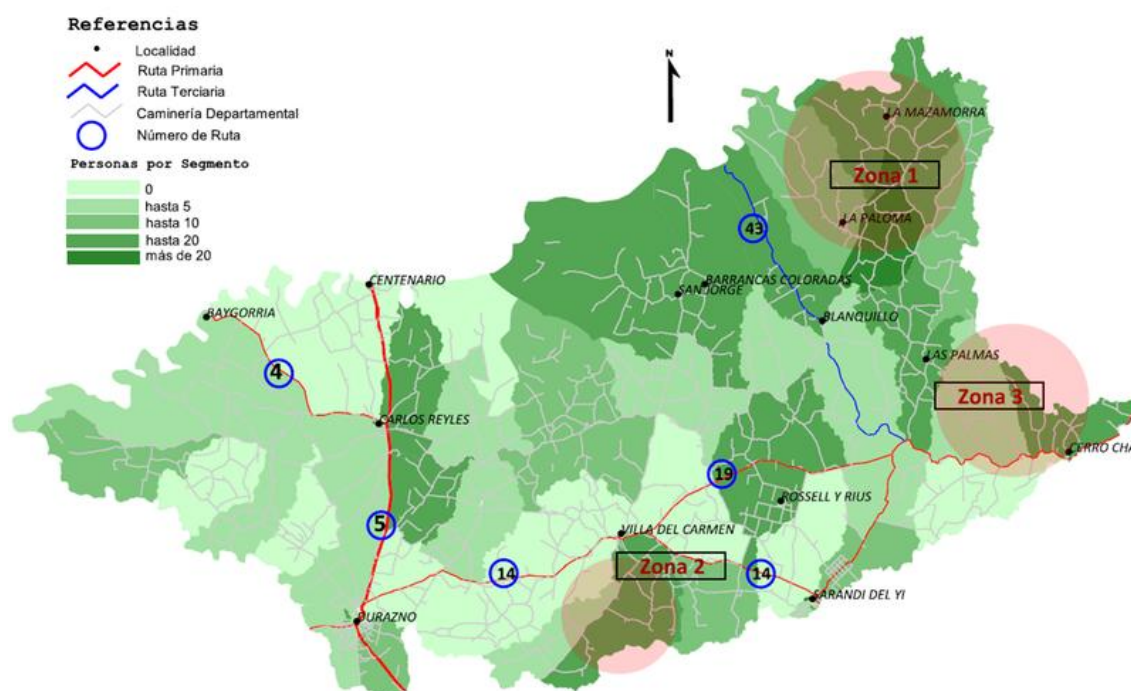 Referencias
Localidad
Ruta Primaria
Ruta Terciaria
Caminería Departamental
Número de Ruta
Personas por Segmento
0
hasta 5
hasta 10
hasta 20
más de 20
N
LA MAZAMORRA
Zona 1
LA PALOMA
43
CENTENARIO
BARRANCAS COLORADAS
SAN JORGE
BAYGORRIA
BLANQUILLO
LAS PALMAS
4
Zona 3
CARLOS REYLES
CERRO CHA
19
ROSSELL Y RIUS
5
VILLA DEL CARMEN
Zona 2
14
14
SARANDI DEL YI
DURAZNO